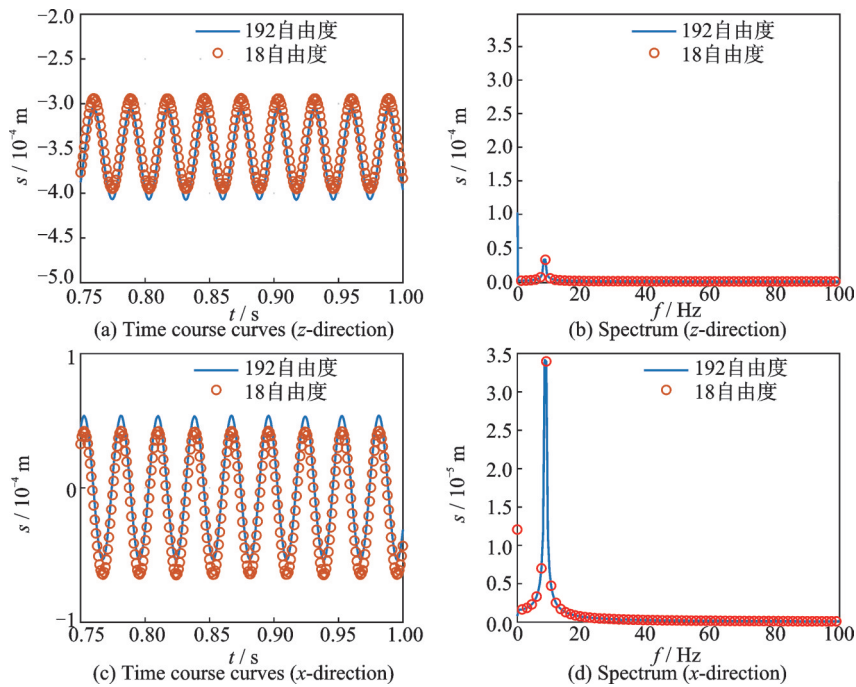 192自由度
18自由度
−2.0
−2.5
−3.0
−3.5
−4.0
−4.5
−5.0
s / 10⁻⁴ m
0.75 0.80 0.85 0.90 0.95 1.00
t / s
(a) Time course curves (z-direction)
192自由度
18自由度
3.5
3.0
2.5
2.0
1.5
1.0
0.5
0.0
s / 10⁻⁴ m
0 20 40 60 80 100
f / Hz
(b) Spectrum (z-direction)
192自由度
18自由度
1
0
−1
s / 10⁻⁴ m
0.75 0.80 0.85 0.90 0.95 1.00
t / s
(c) Time course curves (x-direction)
192自由度
18自由度
3.5
3.0
2.5
2.0
1.5
1.0
0.5
0
s / 10⁻⁵ m
0 20 40 60 80 100
f / Hz
(d) Spectrum (x-direction)